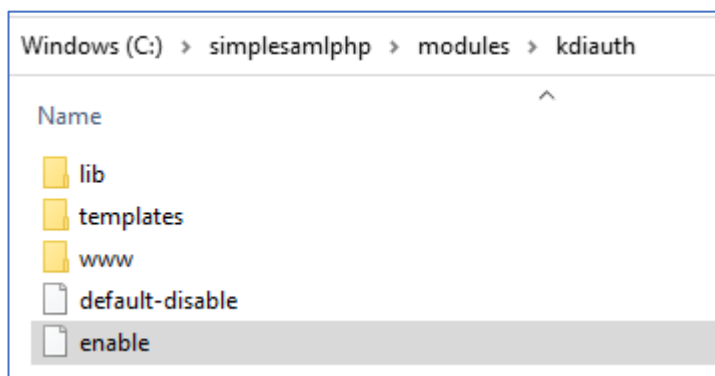 Windows (C:) > simplesamlphp > modules > kdiauth
Name
lib
templates
www
default-disable
enable